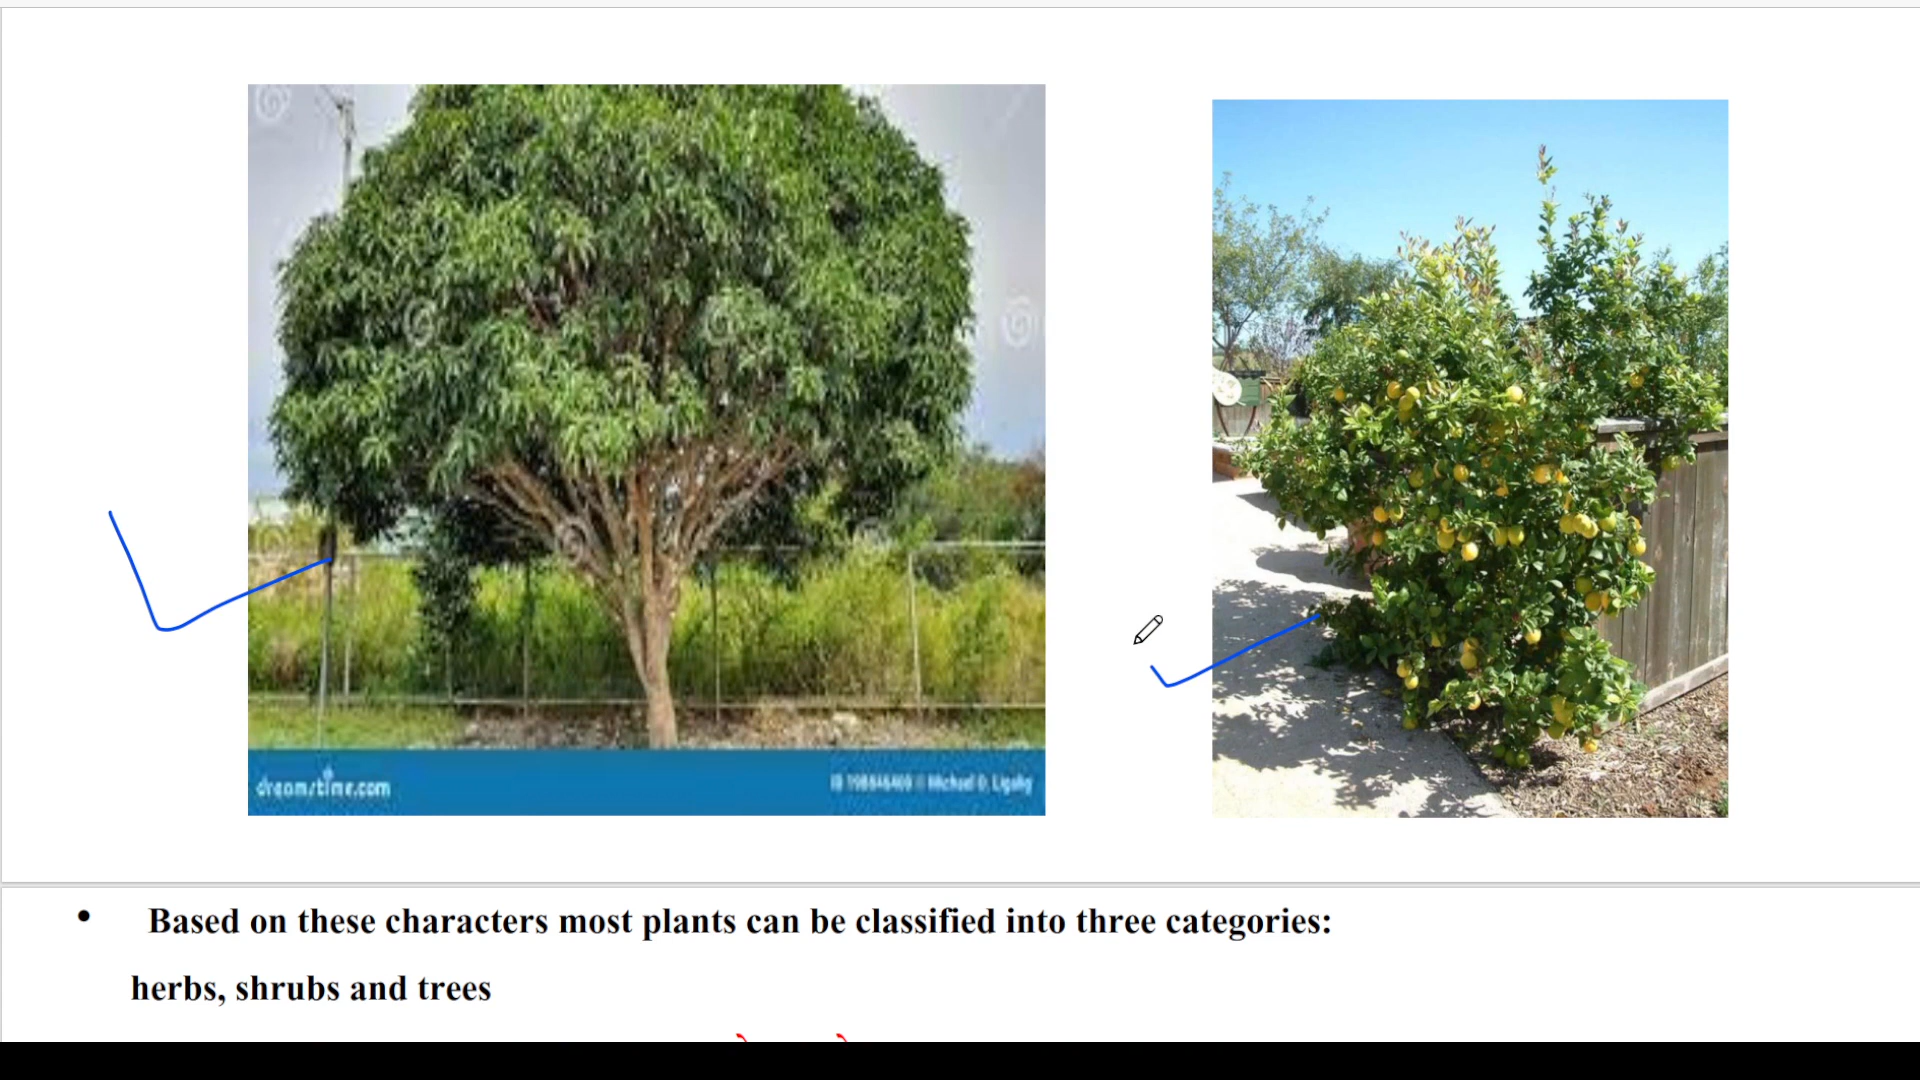 dreamstime.com
• Based on these characters most plants can be classified into three categories:
herbs, shrubs and trees